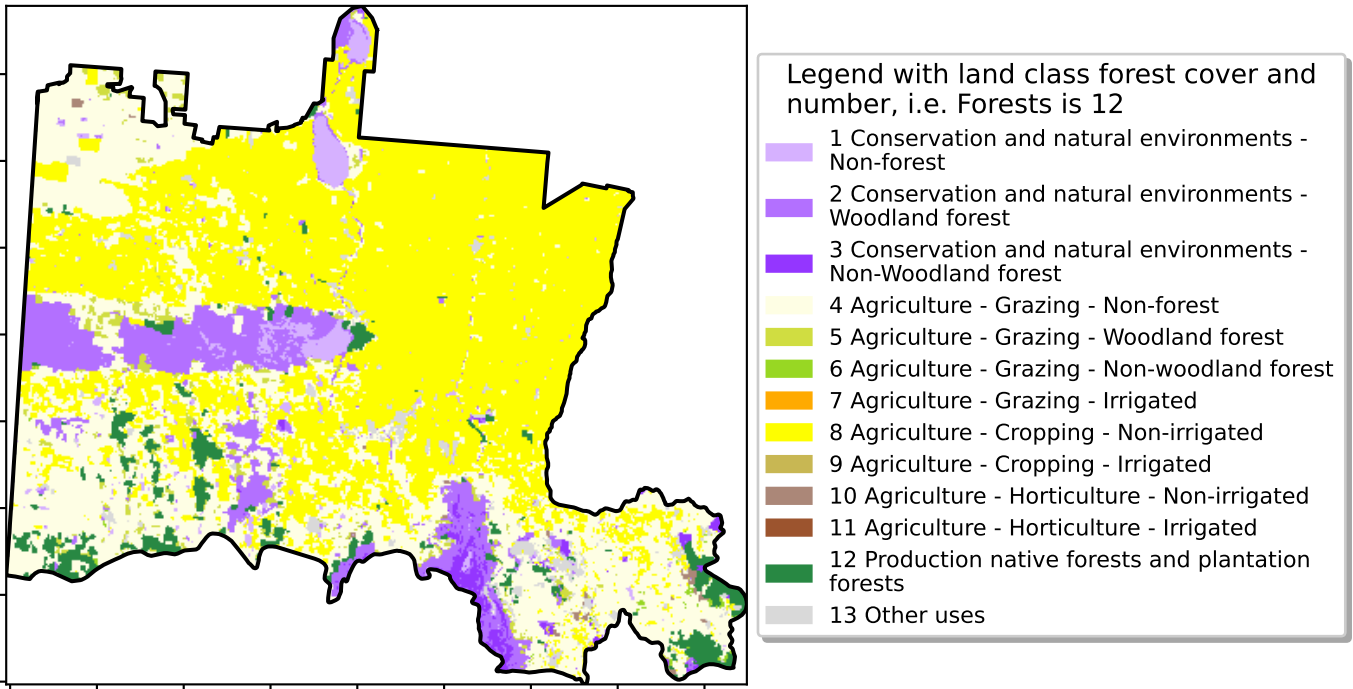 Legend with land class forest cover and
number, i.e. Forests is 12
1 Conservation and natural environments -
Non-forest
2 Conservation and natural environments -
Woodland forest
3 Conservation and natural environments -
Non-Woodland forest
4 Agriculture - Grazing - Non-forest
5 Agriculture - Grazing - Woodland forest
6 Agriculture - Grazing - Non-woodland forest
7 Agriculture - Grazing - Irrigated
8 Agriculture - Cropping - Non-irrigated
9 Agriculture - Cropping - Irrigated
10 Agriculture - Horticulture - Non-irrigated
11 Agriculture - Horticulture - Irrigated
12 Production native forests and plantation
forests
13 Other uses